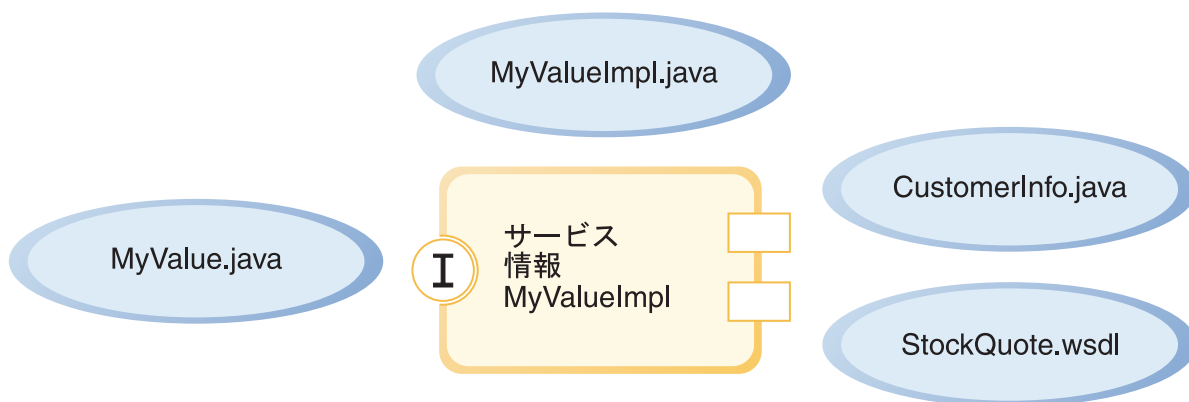 MyValueImpl.java
CustomerInfo.java
MyValue.java
I
サービス
情報
MyValueImpl
StockQuote.wsdl